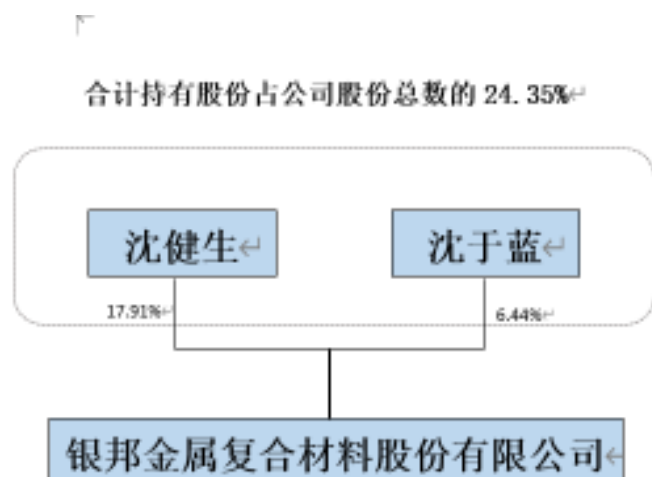 合计持有股份占公司股份总数的 24.35%
沈健生
沈于蓝
17.91%
6.44%
银邦金属复合材料股份有限公司